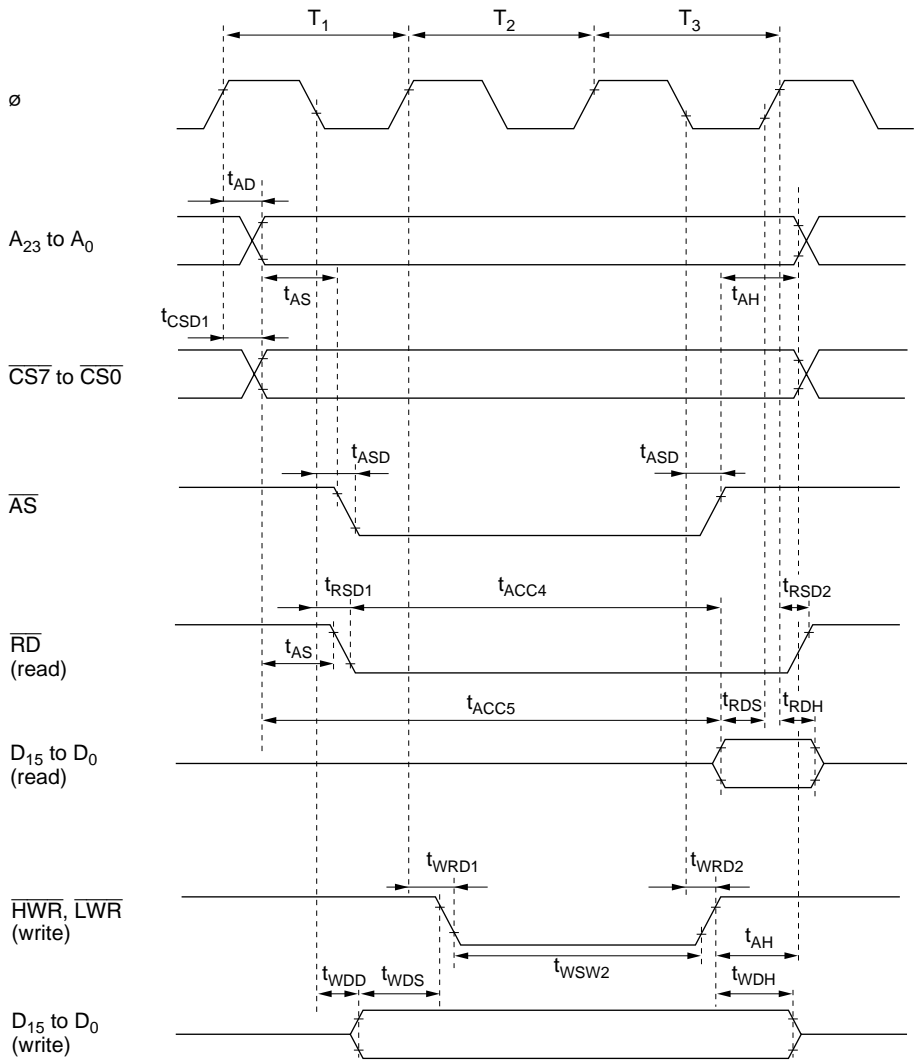 T1 T2 T3
ø
tAD
A23 to A0
tAS tAH
tCSD1
CS7 to CS0
tASD tASD
AS
tRSD1 tACC4 tRSD2
RD
(read)
tAS
tACC5 tRDS tRDH
D15 to D0
(read)
tWRD1 tWRD2
HWR, LWR
(write)
tAH
tWDD tWDS tWSW2 tWDH
D15 to D0
(write)